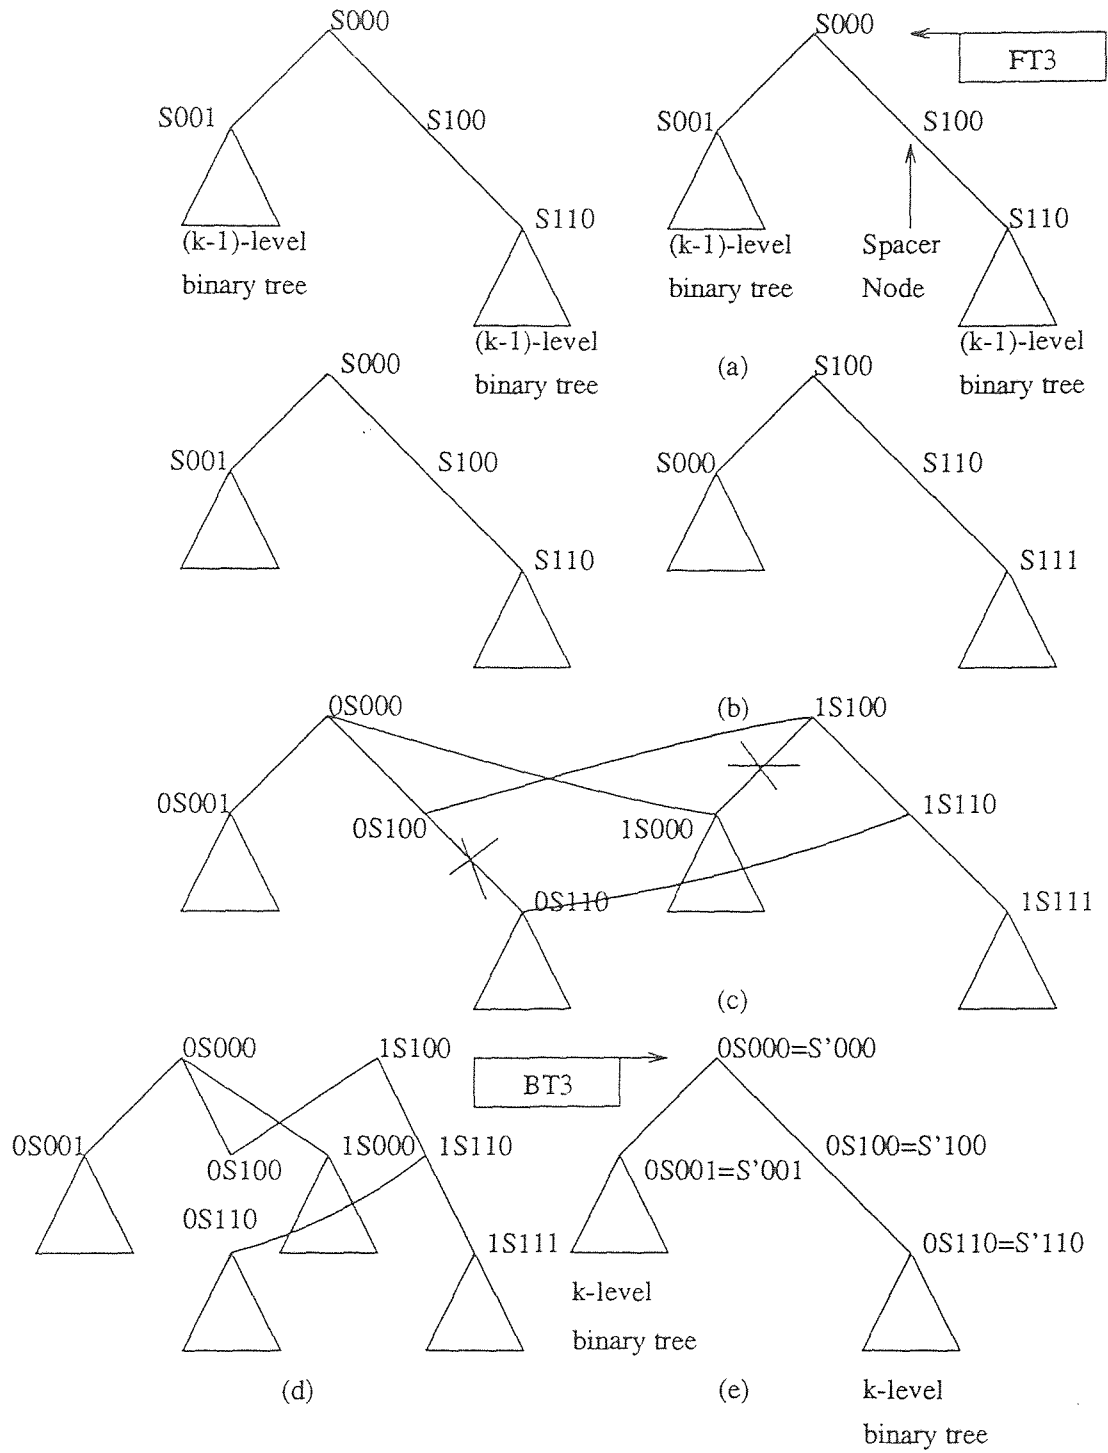 S000
S000
FT3
S001
S100
S001
S100
S110
S110
(k-1)-level
binary tree
(k-1)-level
binary tree
Spacer
Node
(k-1)-level
binary tree
(k-1)-level
binary tree
(a)
S000
S100
S001
S100
S000
S110
S110
S111
(b)
0S000
1S100
0S001
0S100
1S000
1S110
0S110
1S111
(c)
0S000
1S100
BT3
0S000=S'000
0S001
0S100
1S000
1S110
0S001=S'001
0S100=S'100
0S110
1S111
0S110=S'110
k-level
binary tree
(d)
(e)
k-level
binary tree